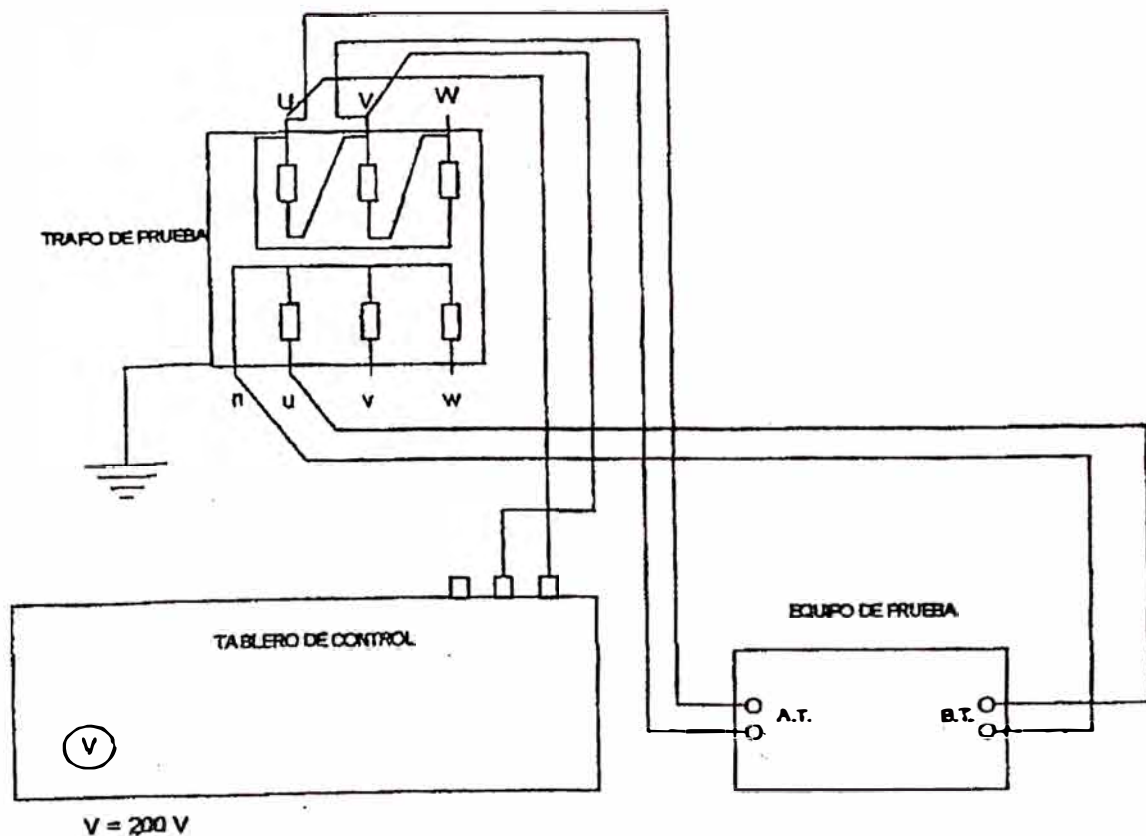 U V W
TRAFO DE PRUEBA
n u v w
TABLERO DE CONTROL
EQUIPO DE PRUEBA.
A.T. B.T.
V
V = 200 V